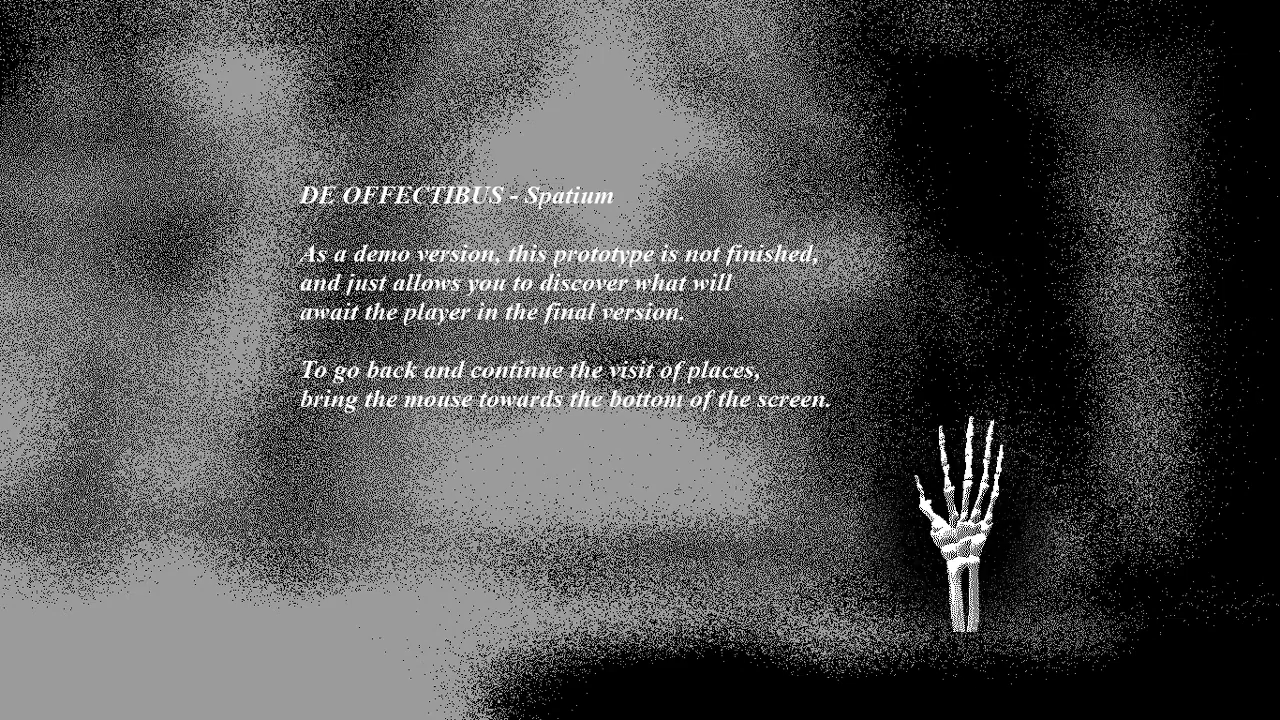 DE OFFECTIBUS - Spatium
As a demo version, this prototype is not finished,
and just allows you to discover what will
await the player in the final version.
To go back and continue the visit of places,
bring the mouse towards the bottom of the screen.